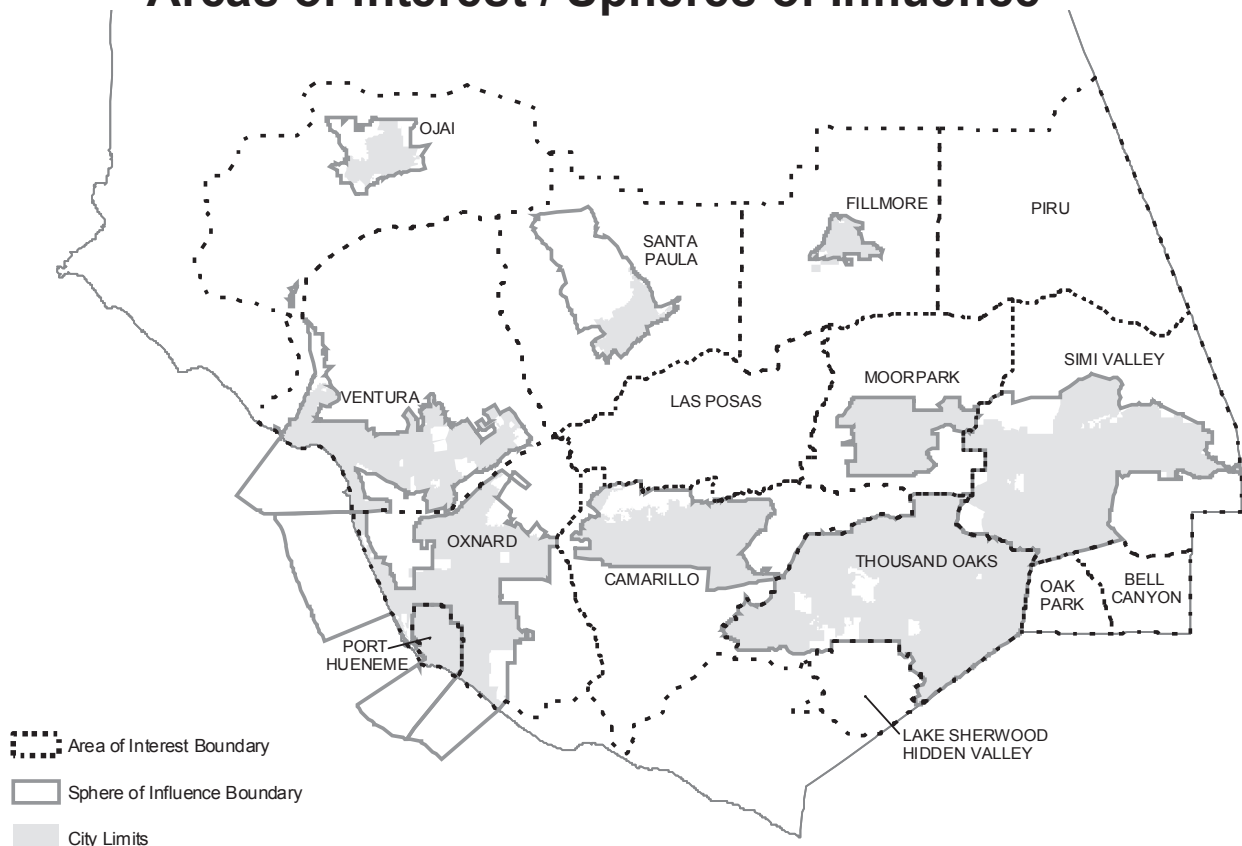 Areas of Interest / Spheres of Influence
OJAI
FILLMORE
PIRU
SANTA
PAULA
SIMI VALLEY
MOORPARK
VENTURA
LAS POSAS
OXNARD
THOUSAND OAKS
CAMARILLO
OAK
PARK
BELL
CANYON
PORT
HUENEME
LAKE SHERWOOD
HIDDEN VALLEY
Area of Interest Boundary
Sphere of Influence Boundary
City Limits